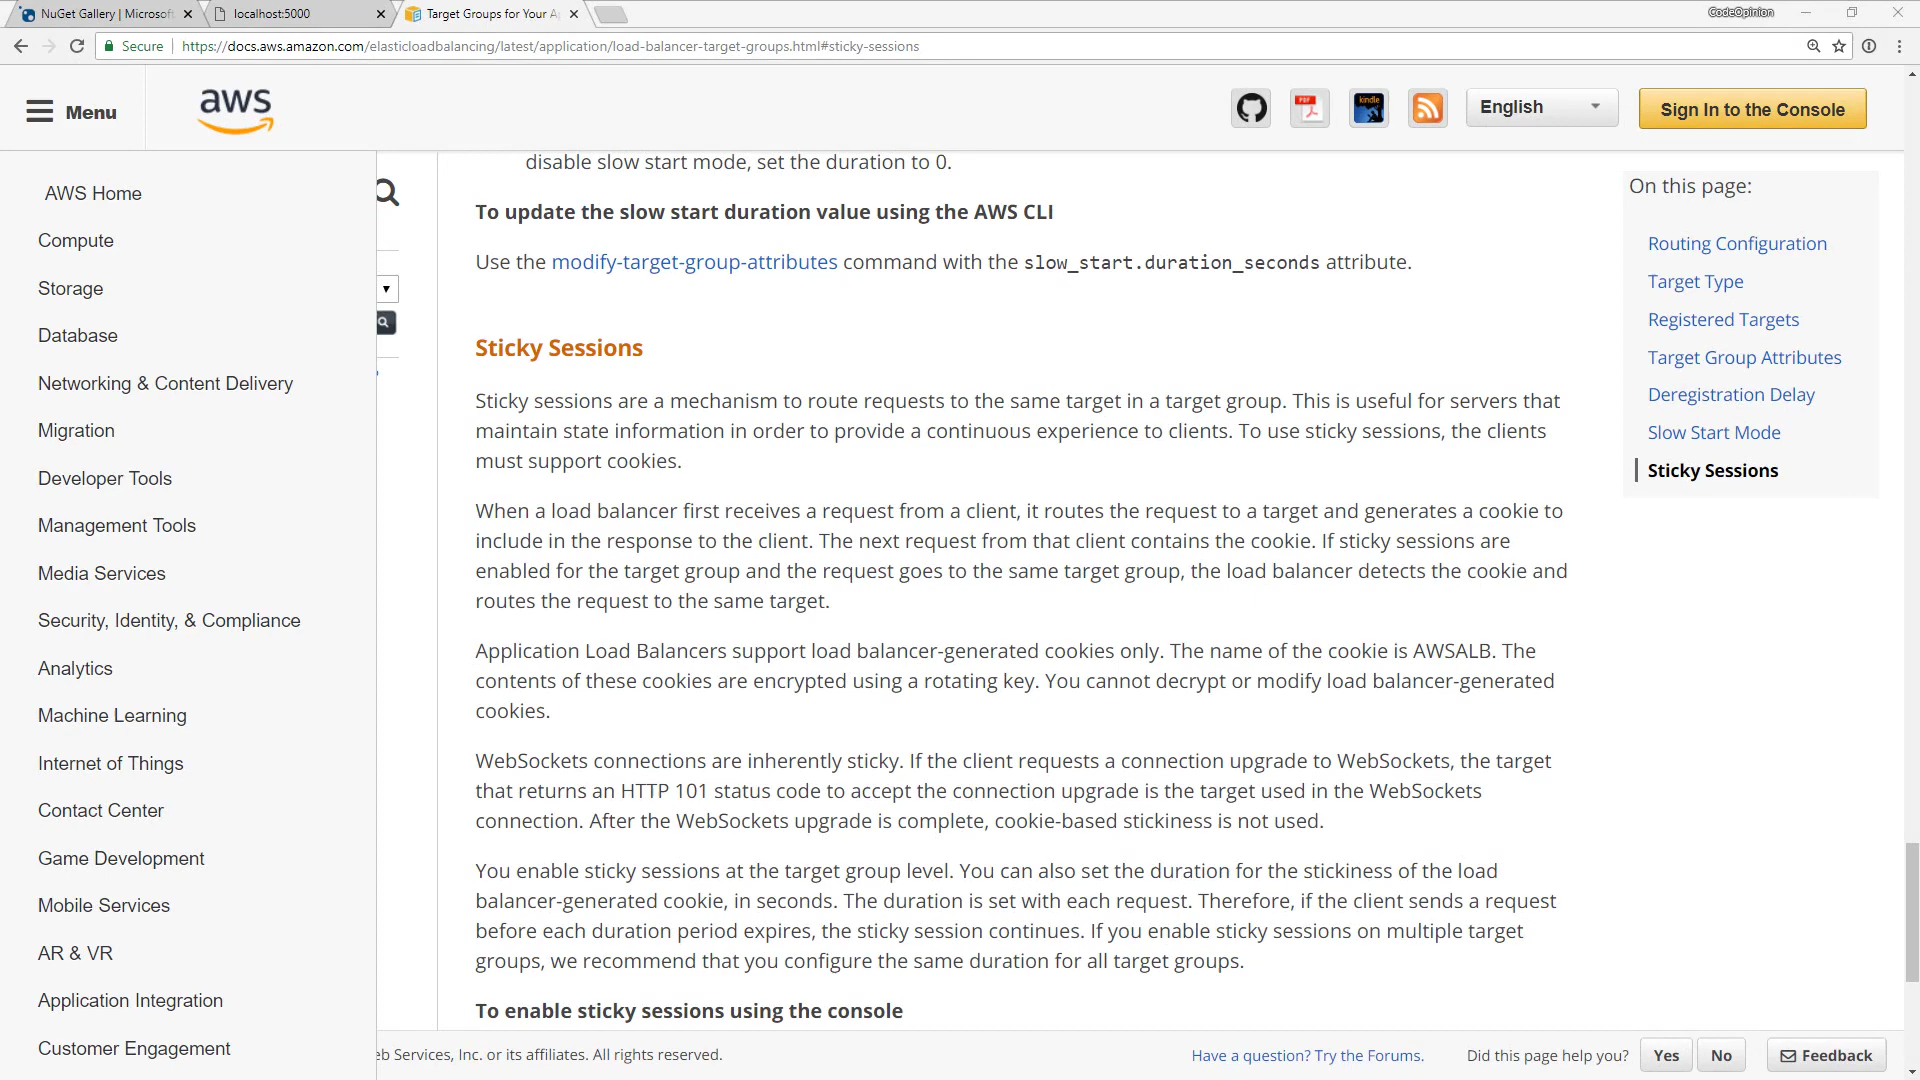 NuGet Gallery | Microsoft.
localhost:5000
Target Groups for Your A
CodeOpinion
Secure
https://docs.aws.amazon.com/elasticloadbalancing/latest/application/load-balancer-target-groups.html#sticky-sessions
Menu
aws
PDF
kindle
English
Sign In to the Console
AWS Home
Compute
Storage
Database
Networking & Content Delivery
Migration
Developer Tools
Management Tools
Media Services
Security, Identity, & Compliance
Analytics
Machine Learning
Internet of Things
Contact Center
Game Development
Mobile Services
AR & VR
Application Integration
Customer Engagement
disable slow start mode, set the duration to 0.
To update the slow start duration value using the AWS CLI
Use the modify-target-group-attributes command with the slow_start.duration_seconds attribute.
Sticky Sessions
Sticky sessions are a mechanism to route requests to the same target in a target group. This is useful for servers that
maintain state information in order to provide a continuous experience to clients. To use sticky sessions, the clients
must support cookies.
When a load balancer first receives a request from a client, it routes the request to a target and generates a cookie to
include in the response to the client. The next request from that client contains the cookie. If sticky sessions are
enabled for the target group and the request goes to the same target group, the load balancer detects the cookie and
routes the request to the same target.
Application Load Balancers support load balancer-generated cookies only. The name of the cookie is AWSALB. The
contents of these cookies are encrypted using a rotating key. You cannot decrypt or modify load balancer-generated
cookies.
WebSockets connections are inherently sticky. If the client requests a connection upgrade to WebSockets, the target
that returns an HTTP 101 status code to accept the connection upgrade is the target used in the WebSockets
connection. After the WebSockets upgrade is complete, cookie-based stickiness is not used.
You enable sticky sessions at the target group level. You can also set the duration for the stickiness of the load
balancer-generated cookie, in seconds. The duration is set with each request. Therefore, if the client sends a request
before each duration period expires, the sticky session continues. If you enable sticky sessions on multiple target
groups, we recommend that you configure the same duration for all target groups.
To enable sticky sessions using the console
On this page:
Routing Configuration
Target Type
Registered Targets
Target Group Attributes
Deregistration Delay
Slow Start Mode
Sticky Sessions
eb Services, Inc. or its affiliates. All rights reserved.
Have a question? Try the Forums.
Did this page help you?
Yes
No
Feedback